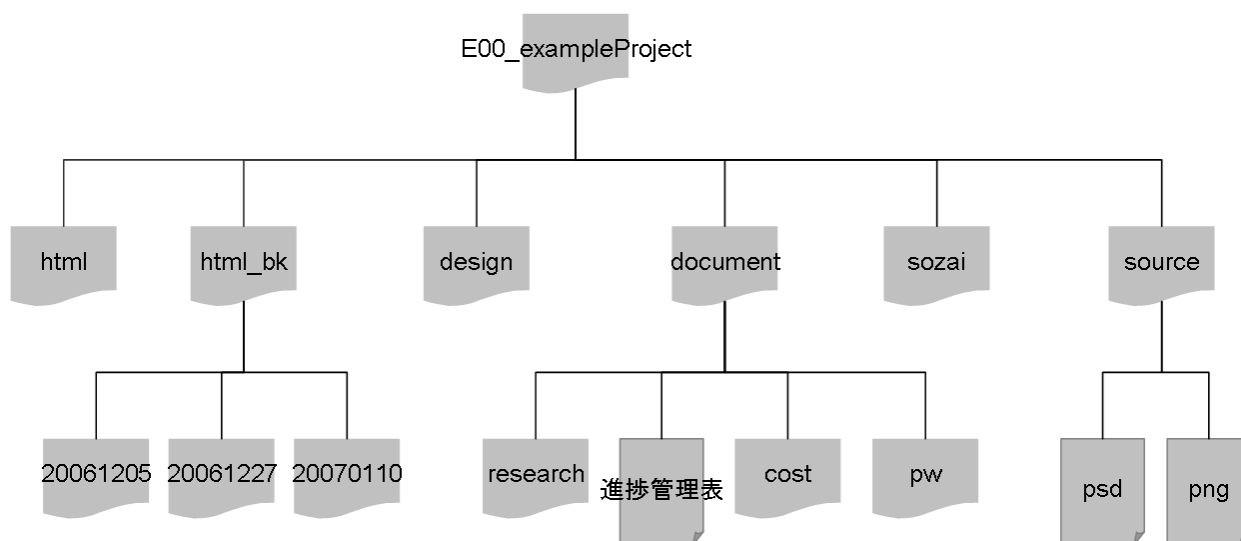 E00_exampleProject
html
html_bk
design
document
sozai
source
20061205
20061227
20070110
research
進捗管理表
cost
pw
psd
png